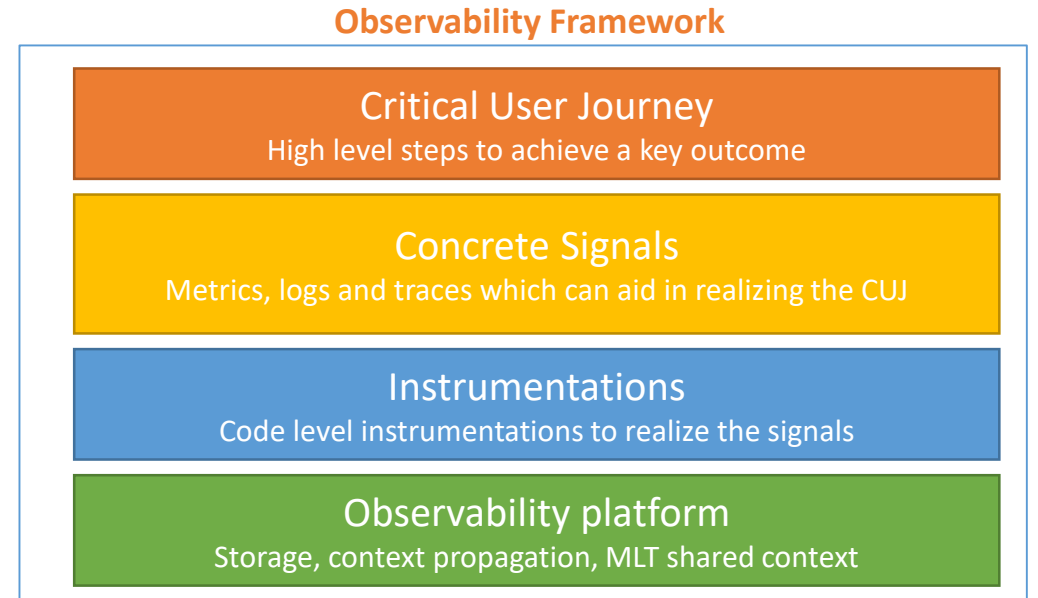 Observability Framework
Critical User Journey
High level steps to achieve a key outcome
Concrete Signals
Metrics, logs and traces which can aid in realizing the CUJ
Instrumentations
Code level instrumentations to realize the signals
Observability platform
Storage, context propagation, MLT shared context